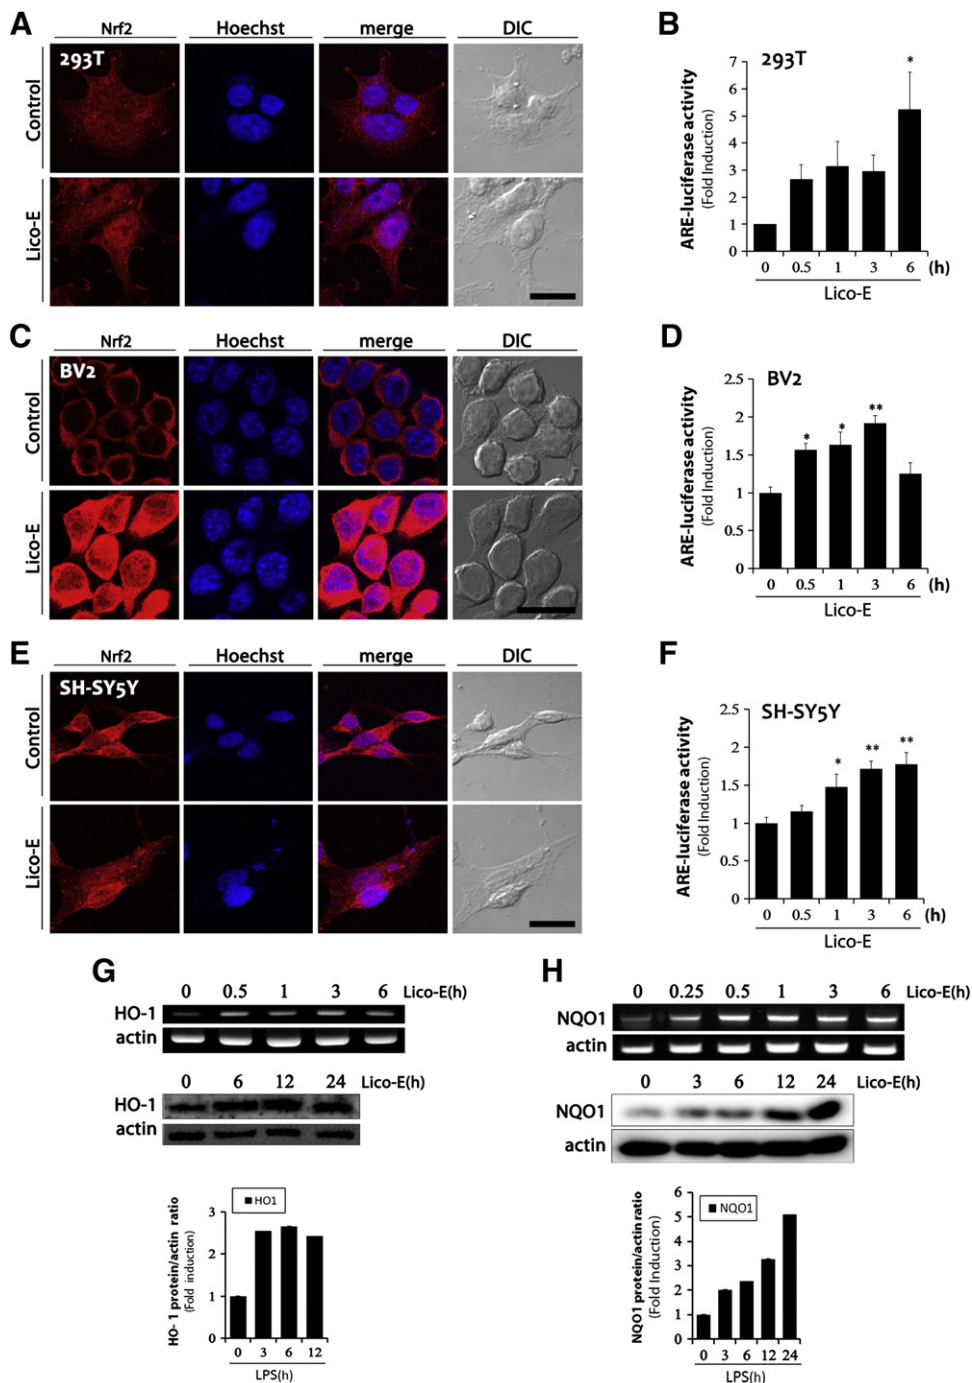 A
Nrf2 Hoechst merge DIC
293T
Control
Lico-E
B
293T
ARE-luciferase activity
(Fold Induction)
7
6
5
4
3
2
1
0
*
0 0.5 1 3 6 (h)
Lico-E
C
Nrf2 Hoechst merge DIC
BV2
Control
Lico-E
D
BV2
ARE-luciferase activity
(Fold Induction)
2.5
2
1.5
1
0.5
0
* * **
0 0.5 1 3 6 (h)
Lico-E
E
Nrf2 Hoechst merge DIC
SH-SY5Y
Control
Lico-E
F
SH-SY5Y
ARE-luciferase activity
(Fold Induction)
2.5
2
1.5
1
0.5
0
* ** **
0 0.5 1 3 6 (h)
Lico-E
G
0 0.5 1 3 6 Lico-E(h)
HO-1
actin
0 6 12 24 Lico-E(h)
HO-1
actin
HO1
HO-1 protein/actin ratio
(Fold induction)
3
2
1
0
0 3 6 12
LPS(h)
H
0 0.25 0.5 1 3 6 Lico-E(h)
NQO1
actin
0 3 6 12 24 Lico-E(h)
NQO1
actin
NQO1
NQO1 protein/actin ratio
(Fold Induction)
6
5
4
3
2
1
0
0 3 6 12 24
LPS(h)